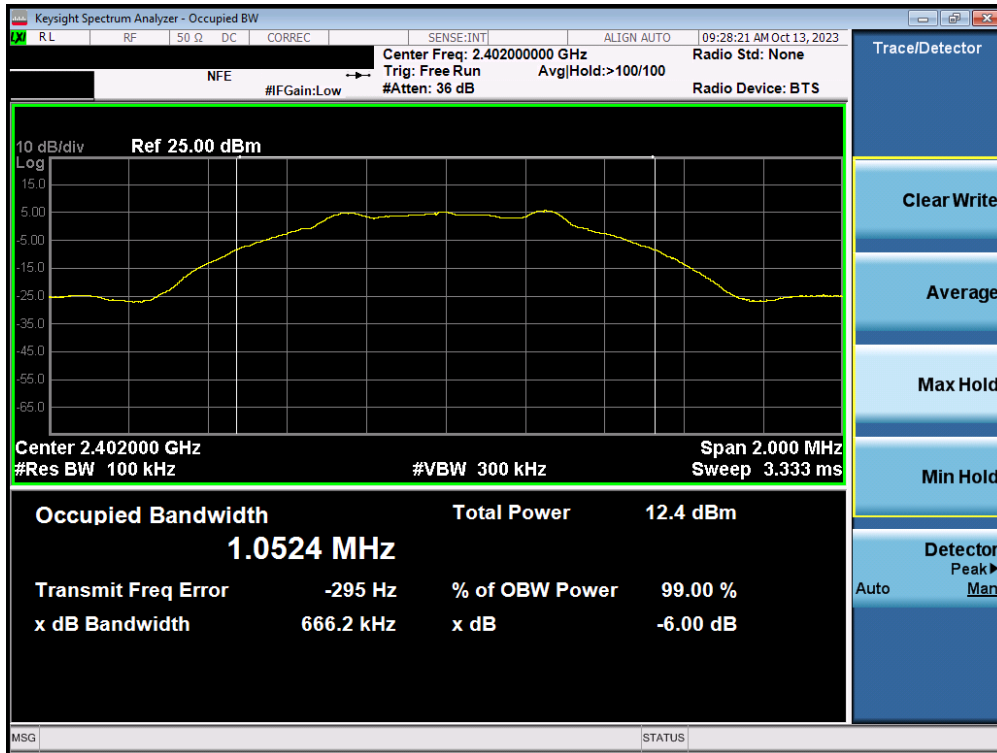 Keysight Spectrum Analyzer - Occupied BW
LXI RL RF 50 Ω DC CORREC SENSE:INT ALIGN AUTO 09:28:21 AM Oct 13, 2023
Center Freq: 2.402000000 GHz Radio Std: None
NFE Trig: Free Run Avg|Hold:>100/100
#IFGain:Low #Atten: 36 dB Radio Device: BTS
Trace/Detector
10 dB/div Ref 25.00 dBm
Log
15.0
5.00
-5.00
-15.0
-25.0
-35.0
-45.0
-55.0
-65.0
Center 2.402000 GHz Span 2.000 MHz
#Res BW 100 kHz #VBW 300 kHz Sweep 3.333 ms
Occupied Bandwidth Total Power 12.4 dBm
1.0524 MHz
Transmit Freq Error -295 Hz % of OBW Power 99.00 %
x dB Bandwidth 666.2 kHz x dB -6.00 dB
Clear Write
Average
Max Hold
Min Hold
Detector
Peak▶
Auto Man
MSG STATUS